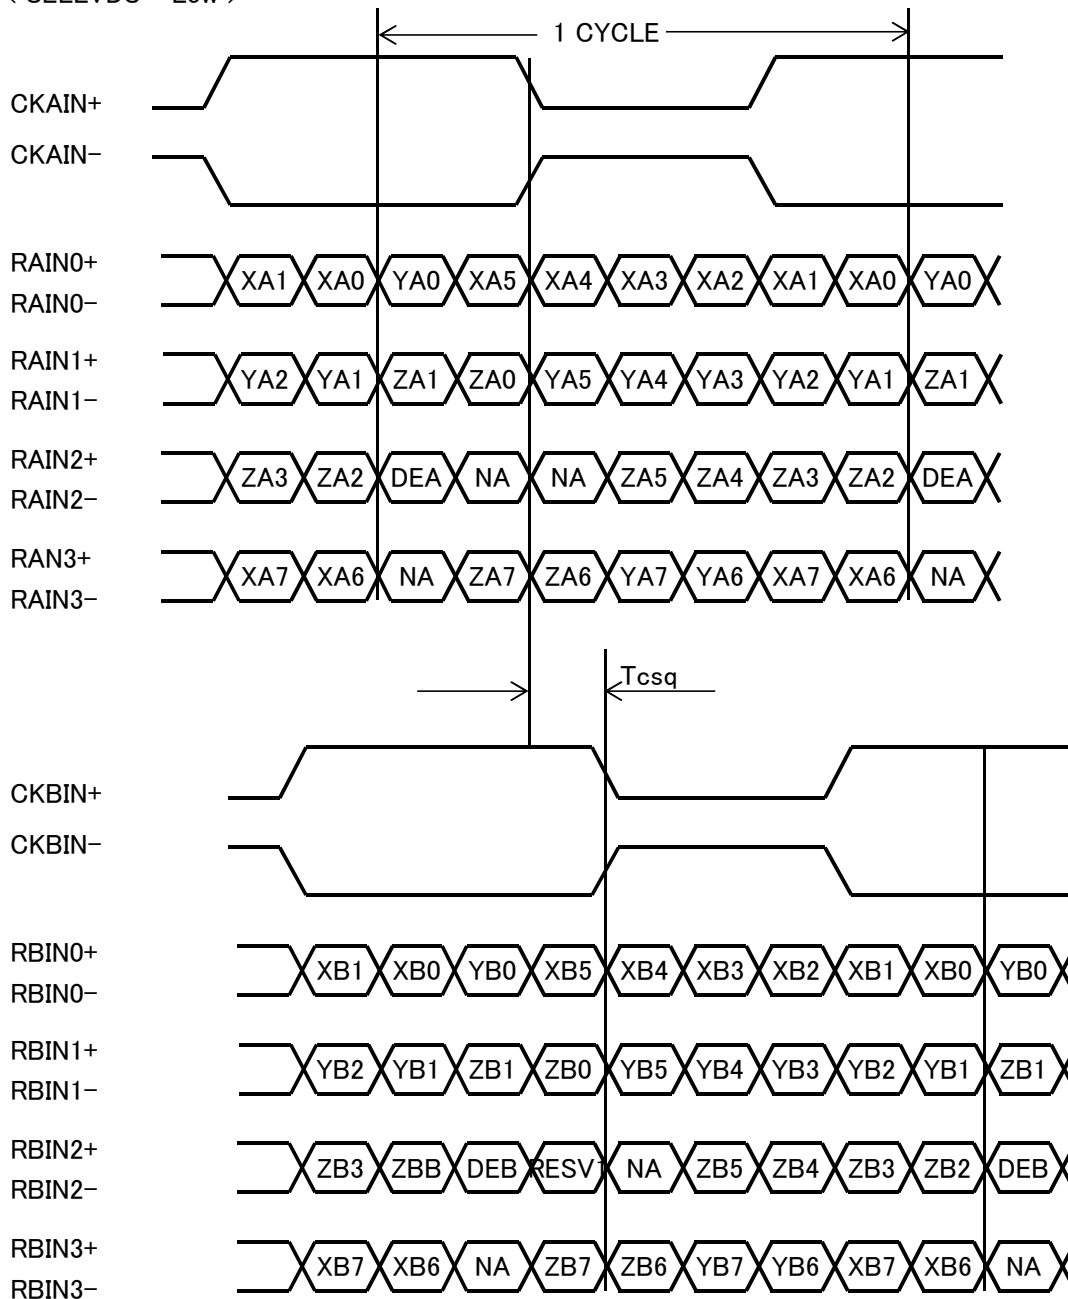 1 CYCLE
CKAIN+
CKAIN-
RAIN0+
RAIN0-
XA1 XA0 YA0 XA5 XA4 XA3 XA2 XA1 XA0 YA0
RAIN1+
RAIN1-
YA2 YA1 ZA1 ZA0 YA5 YA4 YA3 YA2 YA1 ZA1
RAIN2+
RAIN2-
ZA3 ZA2 DEA NA NA ZA5 ZA4 ZA3 ZA2 DEA
RAN3+
RAIN3-
XA7 XA6 NA ZA7 ZA6 YA7 YA6 XA7 XA6 NA
Tcsq
CKBIN+
CKBIN-
RBIN0+
RBIN0-
XB1 XB0 YB0 XB5 XB4 XB3 XB2 XB1 XB0 YB0
RBIN1+
RBIN1-
YB2 YB1 ZB1 ZB0 YB5 YB4 YB3 YB2 YB1 ZB1
RBIN2+
RBIN2-
ZB3 ZBB DEB RESV1 NA ZB5 ZB4 ZB3 ZB2 DEB
RBIN3+
RBIN3-
XB7 XB6 NA ZB7 ZB6 YB7 YB6 XB7 XB6 NA